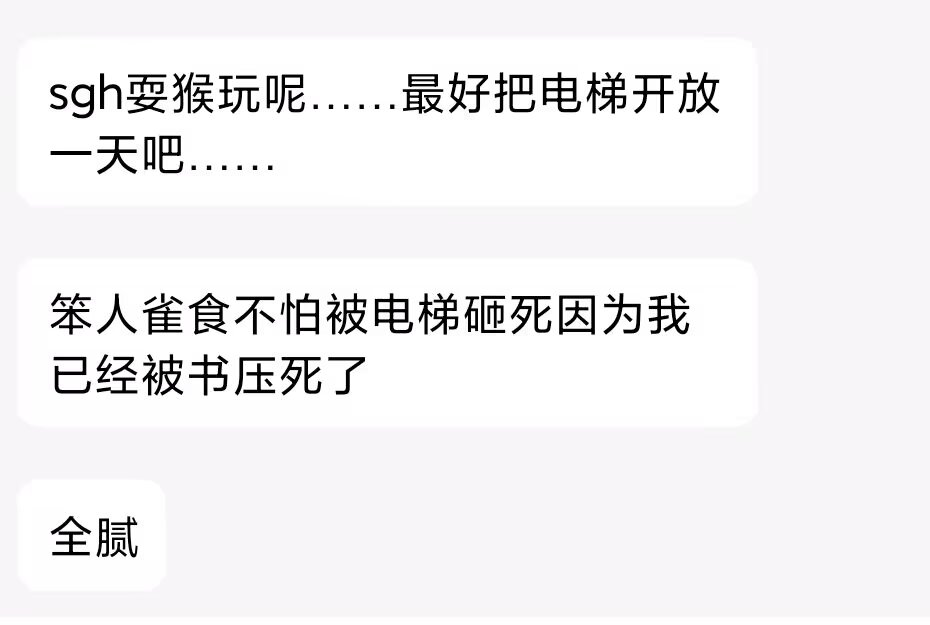 sgh耍猴玩呢……最好把电梯开放
一天吧……
笨人雀食不怕被电梯砸死因为我
已经被书压死了
全腻